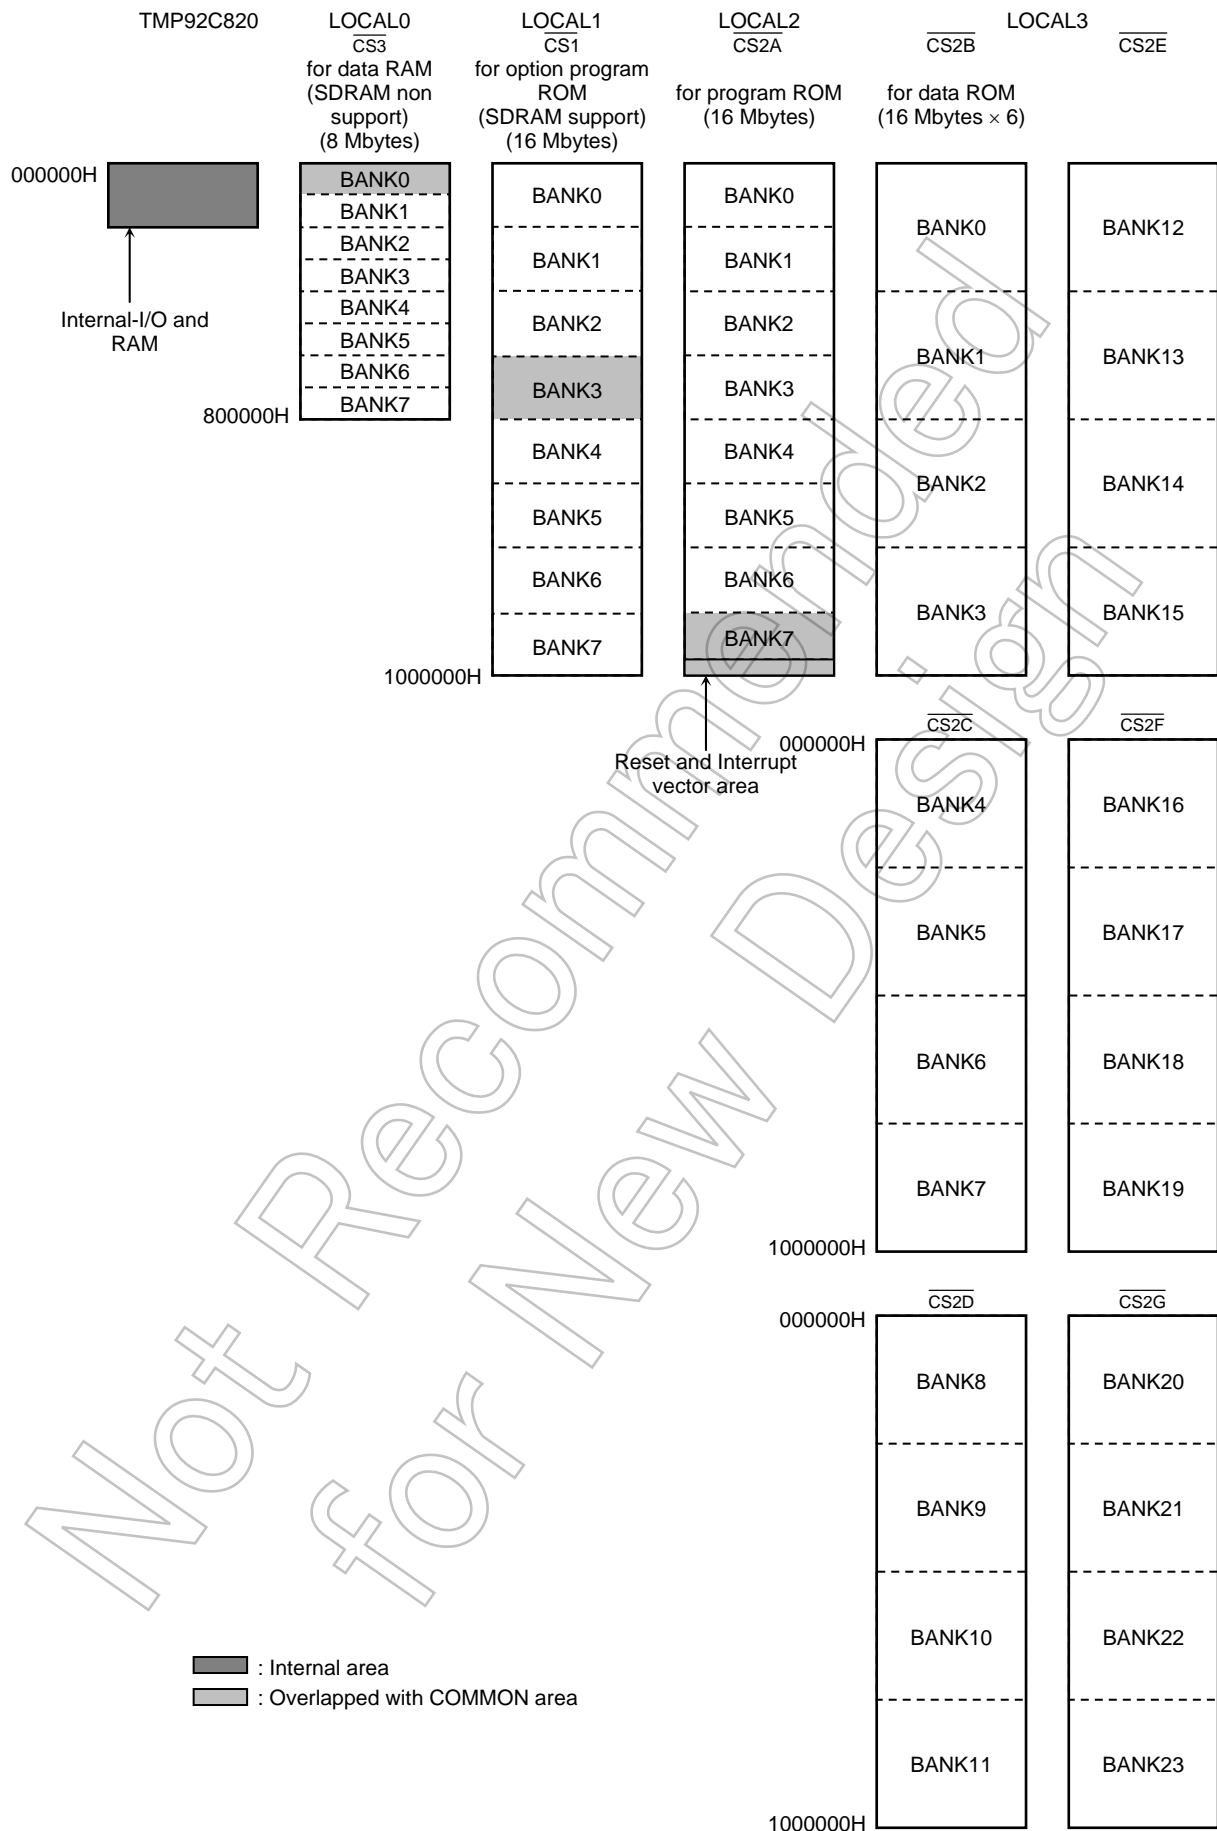 TMP92C820
LOCAL0
CS3
for data RAM
(SDRAM non
support)
(8 Mbytes)
LOCAL1
CS1
for option program
ROM
(SDRAM support)
(16 Mbytes)
LOCAL2
CS2A
for program ROM
(16 Mbytes)
LOCAL3
CS2B
for data ROM
(16 Mbytes × 6)
CS2E
000000H
Internal-I/O and
RAM
BANK0
BANK1
BANK2
BANK3
BANK4
BANK5
BANK6
BANK7
800000H
BANK0
BANK1
BANK2
BANK3
BANK4
BANK5
BANK6
BANK7
1000000H
BANK0
BANK1
BANK2
BANK3
BANK4
BANK5
BANK6
BANK7
Reset and Interrupt
vector area
BANK0
BANK1
BANK2
BANK3
BANK12
BANK13
BANK14
BANK15
CS2C
CS2F
000000H
BANK4
BANK5
BANK6
BANK7
BANK16
BANK17
BANK18
BANK19
1000000H
CS2D
CS2G
000000H
BANK8
BANK9
BANK10
BANK11
BANK20
BANK21
BANK22
BANK23
1000000H
: Internal area
: Overlapped with COMMON area
Not Recommended
for New Design